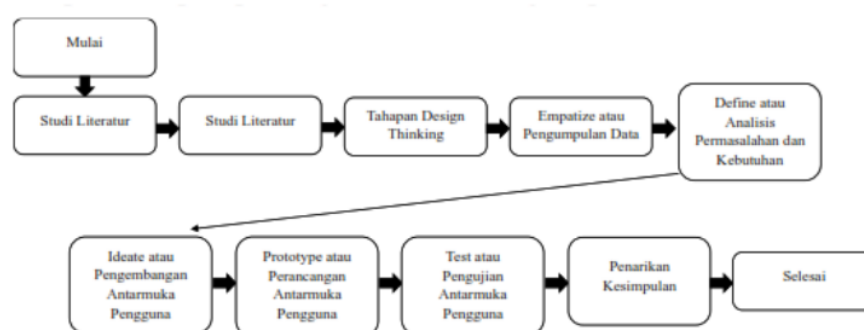 Mulai
Studi Literatur
Studi Literatur
Tahapan Design
Thinking
Empatize atau
Pengumpulan Data
Define atau
Analisis
Permasalahan dan
Kebutuhan
Ideate atau
Pengembangan
Antarmuka
Pengguna
Prototype atau
Perancangan
Antarmuka
Pengguna
Test atau
Pengujian
Antarmuka
Pengguna
Penarikan
Kesimpulan
Selesai